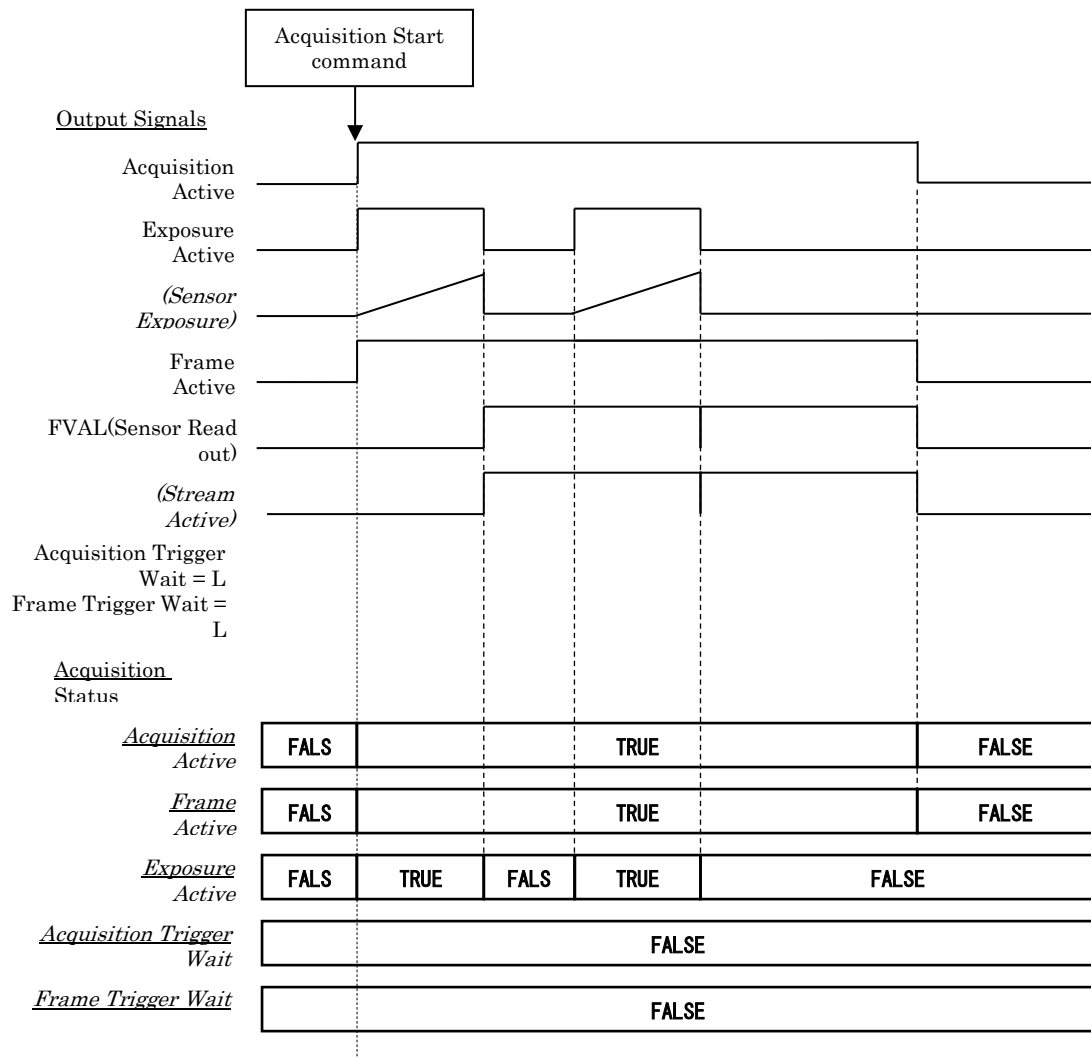 Acquisition Start
command
Output Signals
Acquisition
Active
Exposure
Active
(Sensor
Exposure)
Frame
Active
FVAL(Sensor Read
out)
(Stream
Active)
Acquisition Trigger
Wait = L
Frame Trigger Wait =
L
Acquisition
Status
Acquisition
Active
FALS
TRUE
FALSE
Frame
Active
FALS
TRUE
FALSE
Exposure
Active
FALS
TRUE
FALS
TRUE
FALSE
Acquisition Trigger
Wait
FALSE
Frame Trigger Wait
FALSE